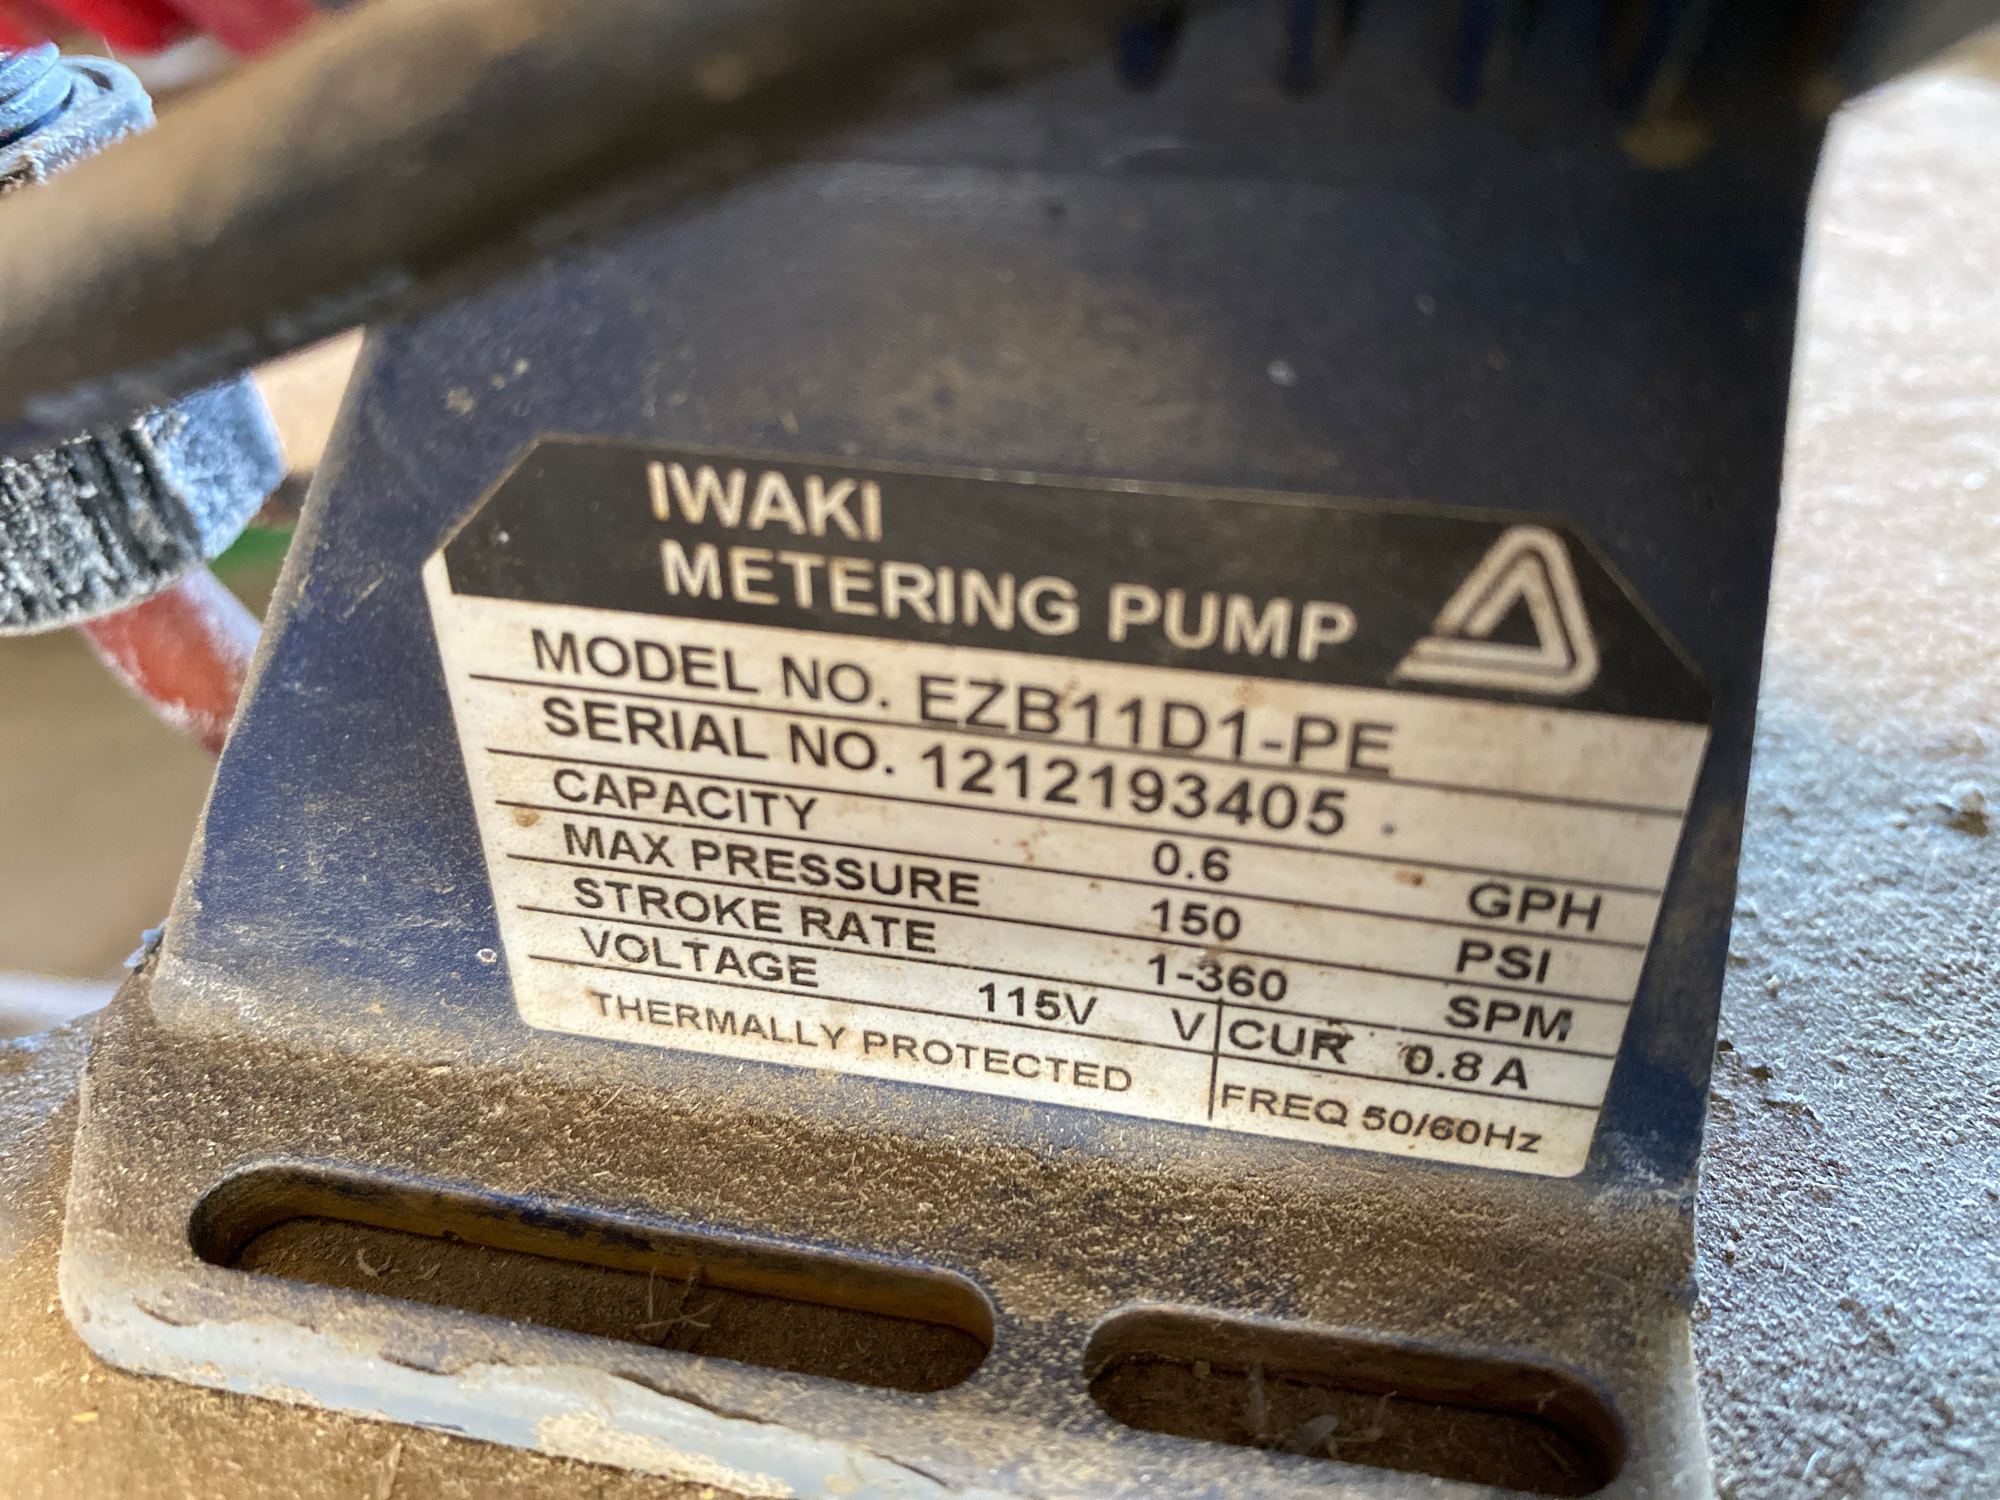 IWAKI
METERING PUMP
MODEL NO. EZB11D1-PE
SERIAL NO. 1212193405 .
CAPACITY 0.6 GPH
MAX PRESSURE 150 PSI
STROKE RATE 1-360 SPM
VOLTAGE 115V V CUR 0.8 A
THERMALLY PROTECTED FREQ 50/60Hz